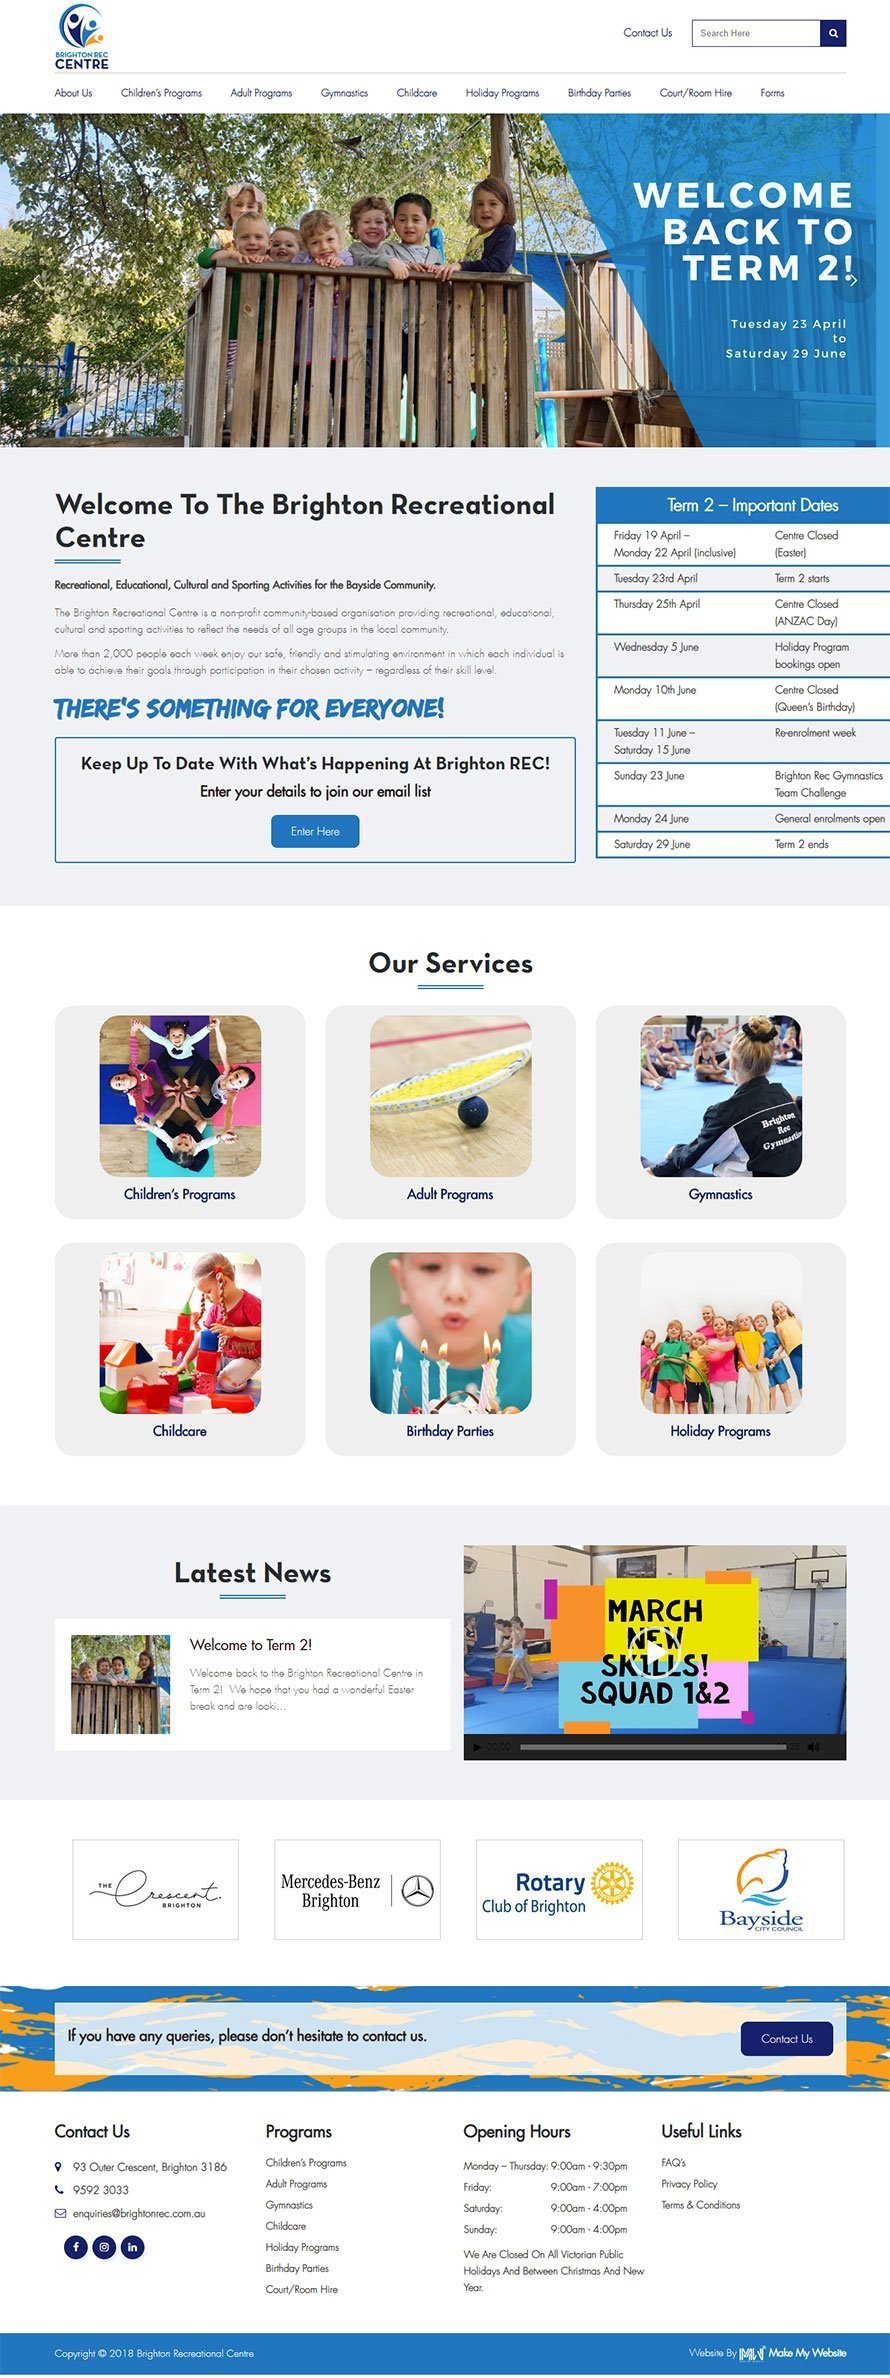 BRIGHTON REC
CENTRE
Contact Us
Search Here
About Us
Children's Programs
Adult Programs
Gymnastics
Childcare
Holiday Programs
Birthday Parties
Court/Room Hire
Forms
WELCOME
BACK TO
TERM 2!
Tuesday 23 April
to
Saturday 29 June
Welcome To The Brighton Recreational
Centre
Recreational, Educational, Cultural and Sporting Activities for the Bayside Community.
The Brighton Recreational Centre is a non-profit community-based organisation providing recreational, educational,
cultural and sporting activities to reflect the needs of all age groups in the local community.
More than 2,000 people each week enjoy our safe, friendly and stimulating environment in which each individual is
able to achieve their goals through participation in their chosen activity – regardless of their skill level.
THERE'S SOMETHING FOR EVERYONE!
Keep Up To Date With What's Happening At Brighton REC!
Enter your details to join our email list
Enter Here
Term 2 – Important Dates
Friday 19 April – Centre Closed
Monday 22 April (inclusive) (Easter)
Tuesday 23rd April Term 2 starts
Thursday 25th April Centre Closed
(ANZAC Day)
Wednesday 5 June Holiday Program
bookings open
Monday 10th June Centre Closed
(Queen's Birthday)
Tuesday 11 June – Re-enrolment week
Saturday 15 June
Sunday 23 June Brighton Rec Gymnastics
Team Challenge
Monday 24 June General enrolments open
Saturday 29 June Term 2 ends
Our Services
Brighton
Rec
Gymnastics
Children's Programs
Adult Programs
Gymnastics
Childcare
Birthday Parties
Holiday Programs
Latest News
Welcome to Term 2!
Welcome back to the Brighton Recreational Centre in
Term 2! We hope that you had a wonderful Easter
break and are looki...
MARCH
NEW
SKILLS!
SQUAD 1&2
00:00
THE Crescent.
BRIGHTON
Mercedes-Benz
Brighton
Rotary
Club of Brighton
Bayside
CITY COUNCIL
If you have any queries, please don't hesitate to contact us.
Contact Us
Contact Us
93 Outer Crescent, Brighton 3186
9592 3033
enquiries@brightonrec.com.au
Programs
Children's Programs
Adult Programs
Gymnastics
Childcare
Holiday Programs
Birthday Parties
Court/Room Hire
Opening Hours
Monday – Thursday: 9:00am - 9:30pm
Friday: 9:00am - 7:00pm
Saturday: 9:00am - 4:00pm
Sunday: 9:00am - 4:00pm
We Are Closed On All Victorian Public
Holidays And Between Christmas And New
Year.
Useful Links
FAQ's
Privacy Policy
Terms & Conditions
Copyright © 2018 Brighton Recreational Centre
Website By MMW Make My Website